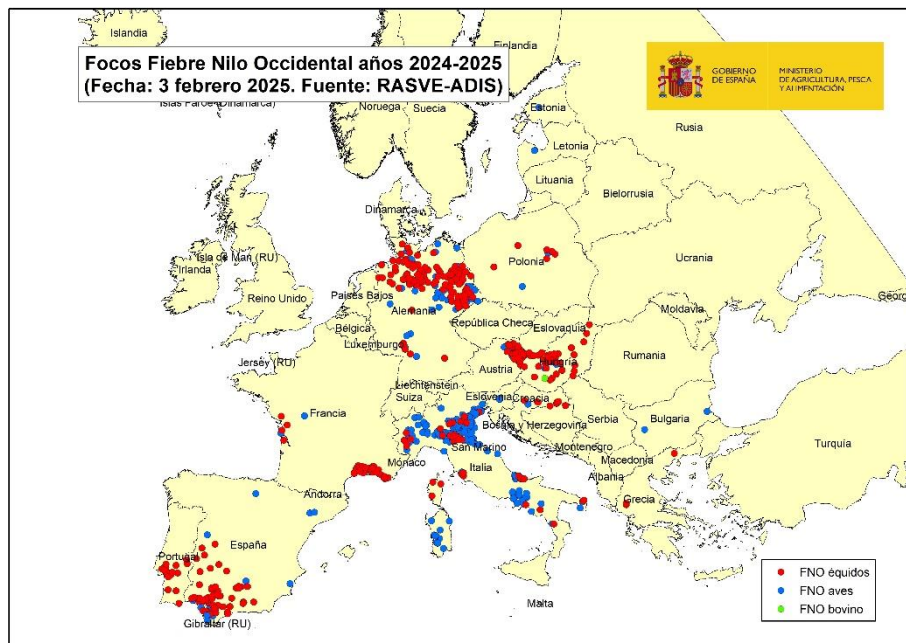 Islandia
Finlandia
Focos Fiebre Nilo Occidental años 2024-2025
(Fecha: 3 febrero 2025. Fuente: RASVE-ADIS)
GOBIERNO
DE ESPAÑA
MINISTERIO
DE AGRICULTURA, PESCA
Y ALIMENTACIÓN
Noruega
Suecia
Estonia
Rusia
Letonia
Lituania
Dinamarca
Bielorrusia
Isla de Man (RU)
Irlanda
Polonia
Ucrania
Reino Unido
Países Bajos
Alemania
Georg
Bélgica
República Checa
Moldavia
Luxemburgo
Eslovaquia
Jersey (RU)
Hungría
Rumania
Austria
Liechtenstein
Suiza
Eslovenia
Croacia
Francia
Serbia
Bosnia y Herzegovina
Bulgaria
San Marino
Montenegro
Mónaco
Italia
Macedonia
Turquía
Andorra
Albania
Grecia
España
Portugal
Malta
Gibraltar (RU)
FNO équidos
FNO aves
FNO bovino